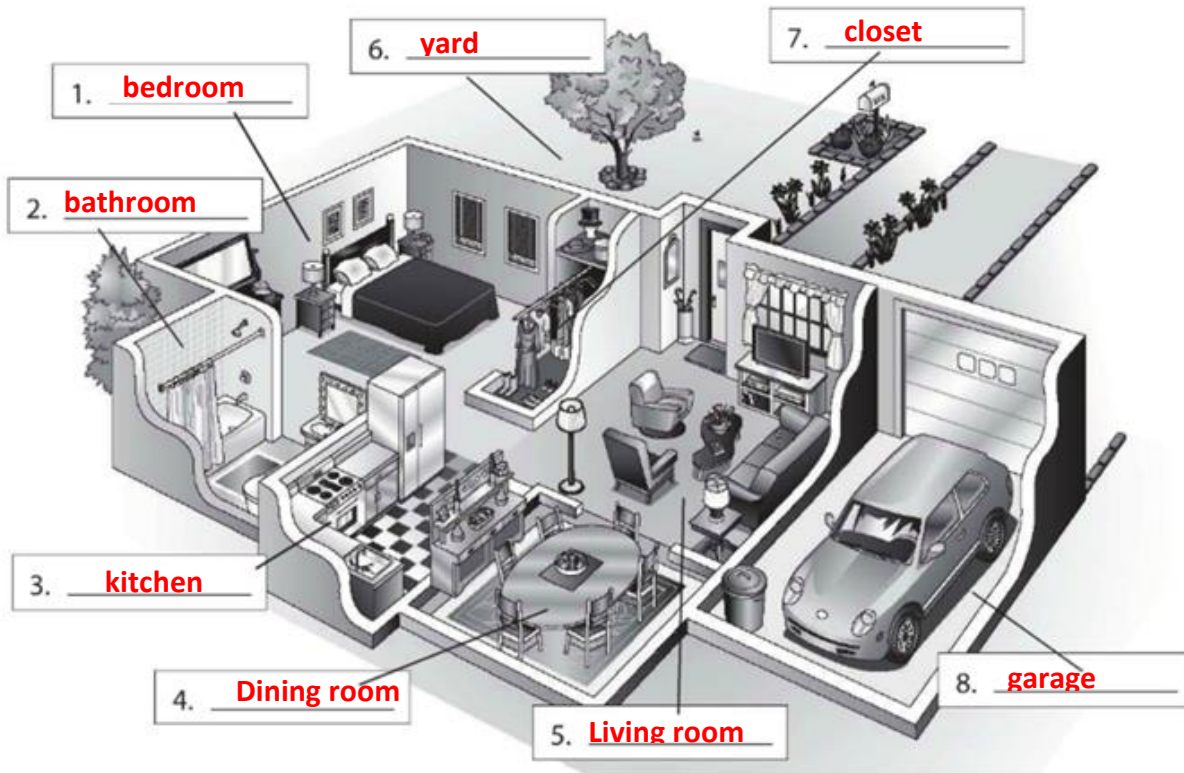 1. bedroom
2. bathroom
3. kitchen
4. Dining room
5. Living room
6. yard
7. closet
8. garage